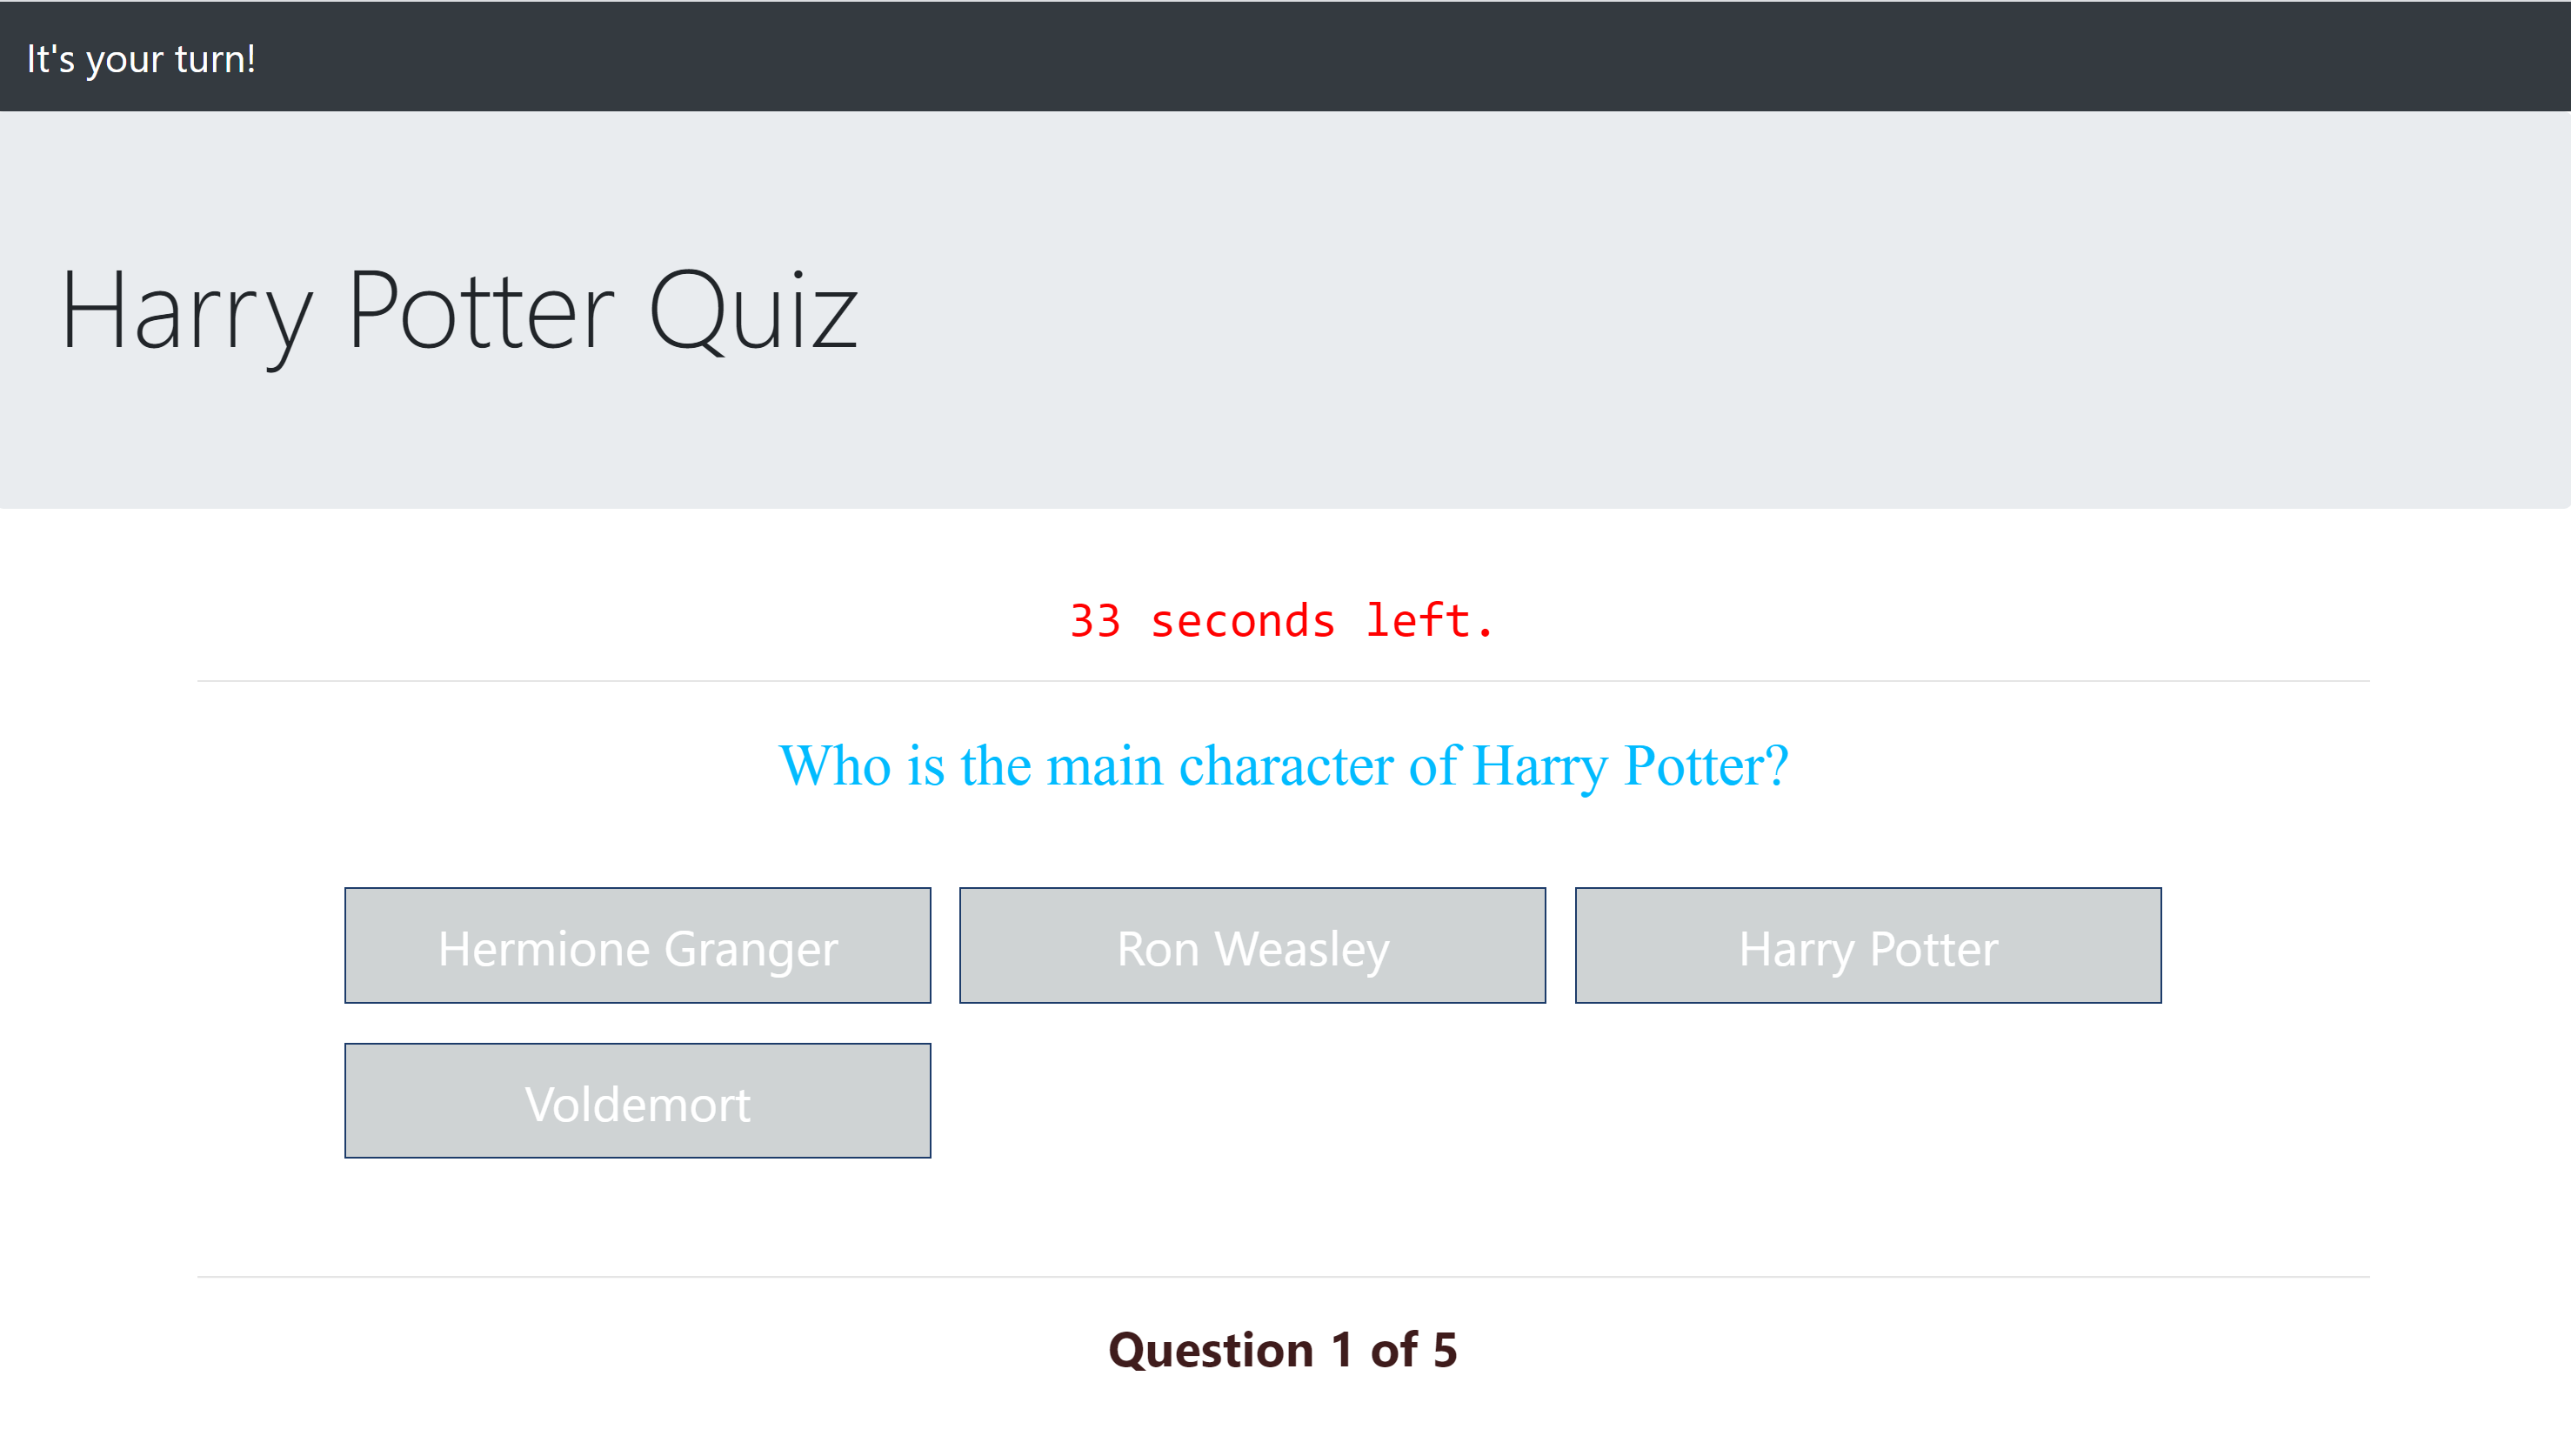 It's your turn!
Harry Potter Quiz
33 seconds left.
Who is the main character of Harry Potter?
Hermione Granger
Ron Weasley
Harry Potter
Voldemort
Question 1 of 5